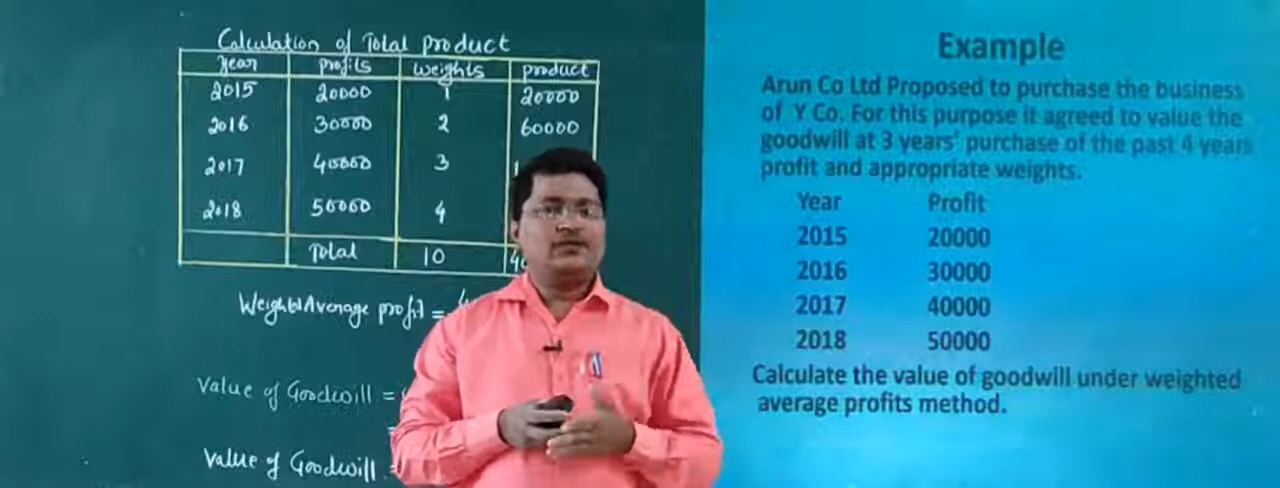 Calculation of Total product
Year profits weights product
2015 20000 1 20000
2016 30000 2 60000
2017 40000 3 1
2018 50000 4
Total 10 40
Weighted Average profit = 4
Value of Goodwill =
=
Value of Goodwill =
Example
Arun Co Ltd Proposed to purchase the business
of Y Co. For this purpose it agreed to value the
goodwill at 3 years' purchase of the past 4 years
profit and appropriate weights.
Year Profit
2015 20000
2016 30000
2017 40000
2018 50000
Calculate the value of goodwill under weighted
average profits method.